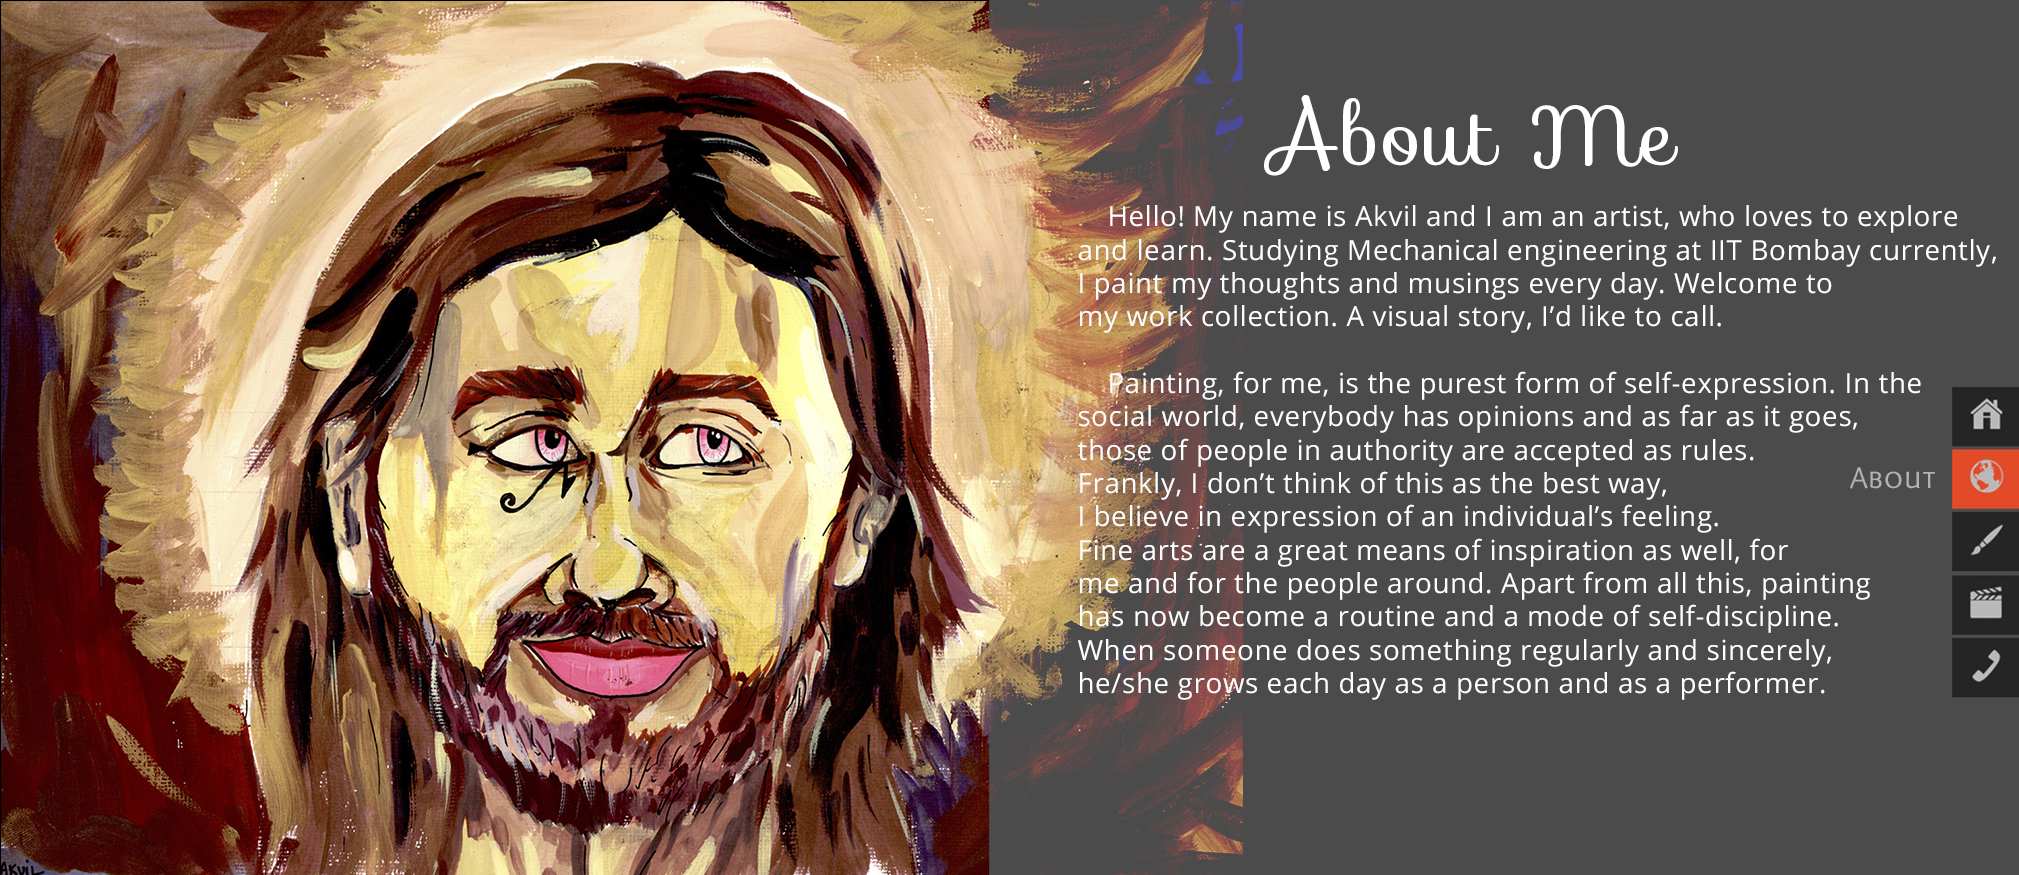 About Me
Hello! My name is Akvil and I am an artist, who loves to explore
and learn. Studying Mechanical engineering at IIT Bombay currently,
I paint my thoughts and musings every day. Welcome to
my work collection. A visual story, I’d like to call.
Painting, for me, is the purest form of self-expression. In the
social world, everybody has opinions and as far as it goes,
those of people in authority are accepted as rules.
Frankly, I don’t think of this as the best way,
I believe in expression of an individual’s feeling.
Fine arts are a great means of inspiration as well, for
me and for the people around. Apart from all this, painting
has now become a routine and a mode of self-discipline.
When someone does something regularly and sincerely,
he/she grows each day as a person and as a performer.
About
AKVIL